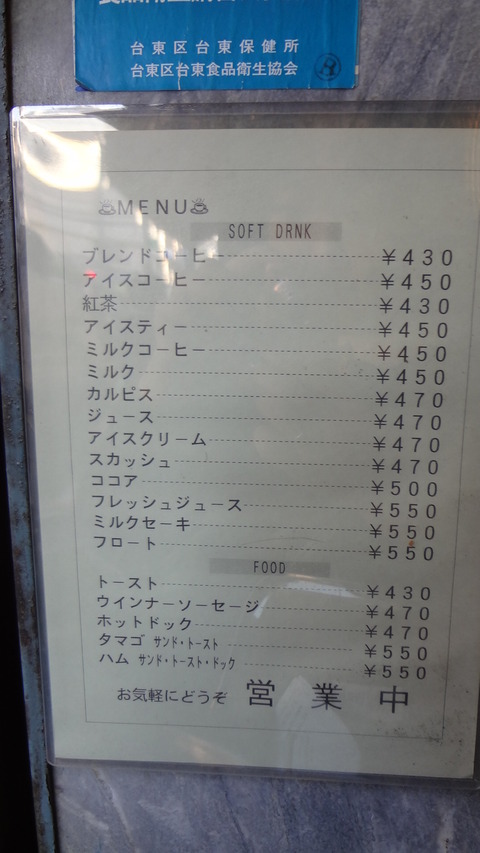 台東区台東保健所
台東区台東食品衛生協会
MENU
SOFT DRNK
ブレンドコーヒー ¥430
アイスコーヒー ¥450
紅茶 ¥430
アイスティー ¥450
ミルクコーヒー ¥450
ミルク ¥450
カルピス ¥470
ジュース ¥470
アイスクリーム ¥470
スカッシュ ¥470
ココア ¥500
フレッシュジュース ¥550
ミルクセーキ ¥550
フロート ¥550
FOOD
トースト ¥430
ウインナーソーセージ ¥470
ホットドック ¥470
タマゴ サンド・トースト ¥550
ハム サンド・トースト・ドック ¥550
お気軽にどうぞ 営業中